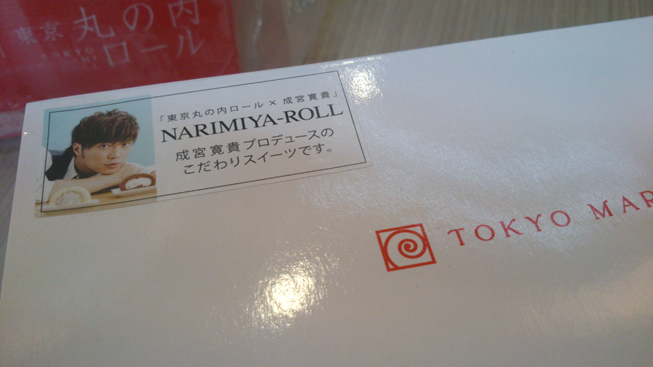 東京 丸の内
TOKYO
ロール
「東京丸の内ロール × 成宮寛貴」
NARIMIYA-ROLL
成宮寛貴プロデュースの
こだわりスイーツです。
TOKYO MAR